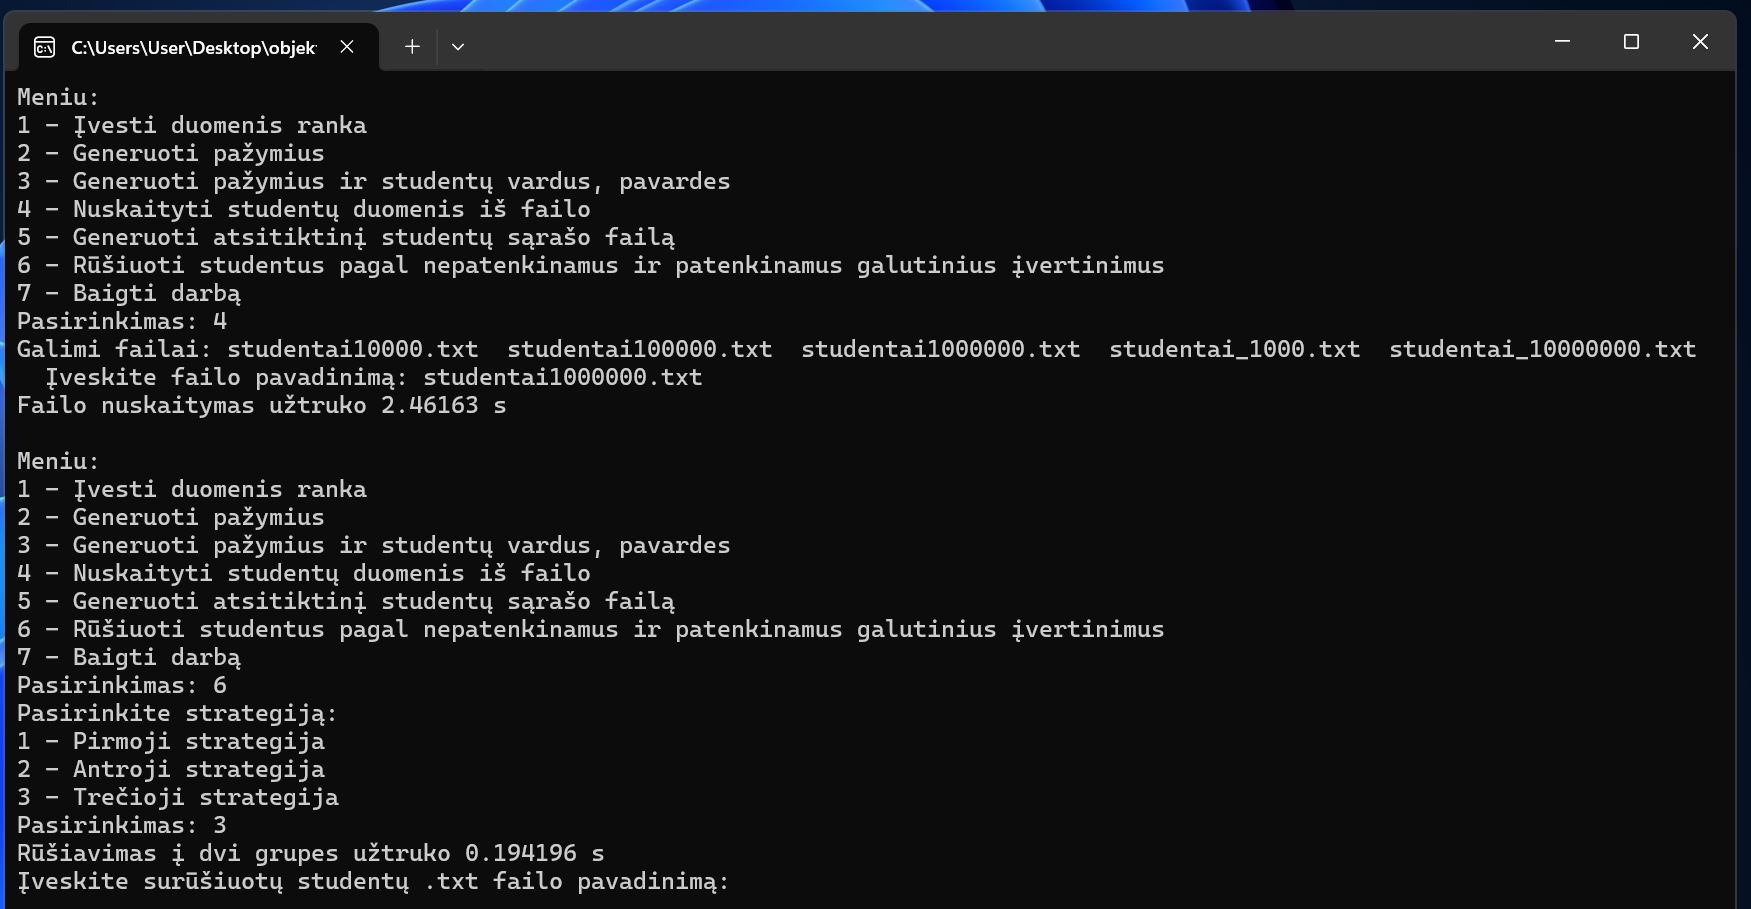 C:\Users\User\Desktop\objek
Meniu:
1 - Įvesti duomenis ranka
2 - Generuoti pažymius
3 - Generuoti pažymius ir studentų vardus, pavardes
4 - Nuskaityti studentų duomenis iš failo
5 - Generuoti atsitiktinį studentų sąrašo failą
6 - Rūšiuoti studentus pagal nepatenkinamus ir patenkinamus galutinius įvertinimus
7 - Baigti darbą
Pasirinkimas: 4
Galimi failai: studentai10000.txt  studentai100000.txt  studentai1000000.txt  studentai_1000.txt  studentai_10000000.txt
  Įveskite failo pavadinimą: studentai1000000.txt
Failo nuskaitymas užtruko 2.46163 s
Meniu:
1 - Įvesti duomenis ranka
2 - Generuoti pažymius
3 - Generuoti pažymius ir studentų vardus, pavardes
4 - Nuskaityti studentų duomenis iš failo
5 - Generuoti atsitiktinį studentų sąrašo failą
6 - Rūšiuoti studentus pagal nepatenkinamus ir patenkinamus galutinius įvertinimus
7 - Baigti darbą
Pasirinkimas: 6
Pasirinkite strategiją:
1 - Pirmoji strategija
2 - Antroji strategija
3 - Trečioji strategija
Pasirinkimas: 3
Rūšiavimas į dvi grupes užtruko 0.194196 s
Įveskite surūšiuotų studentų .txt failo pavadinimą: